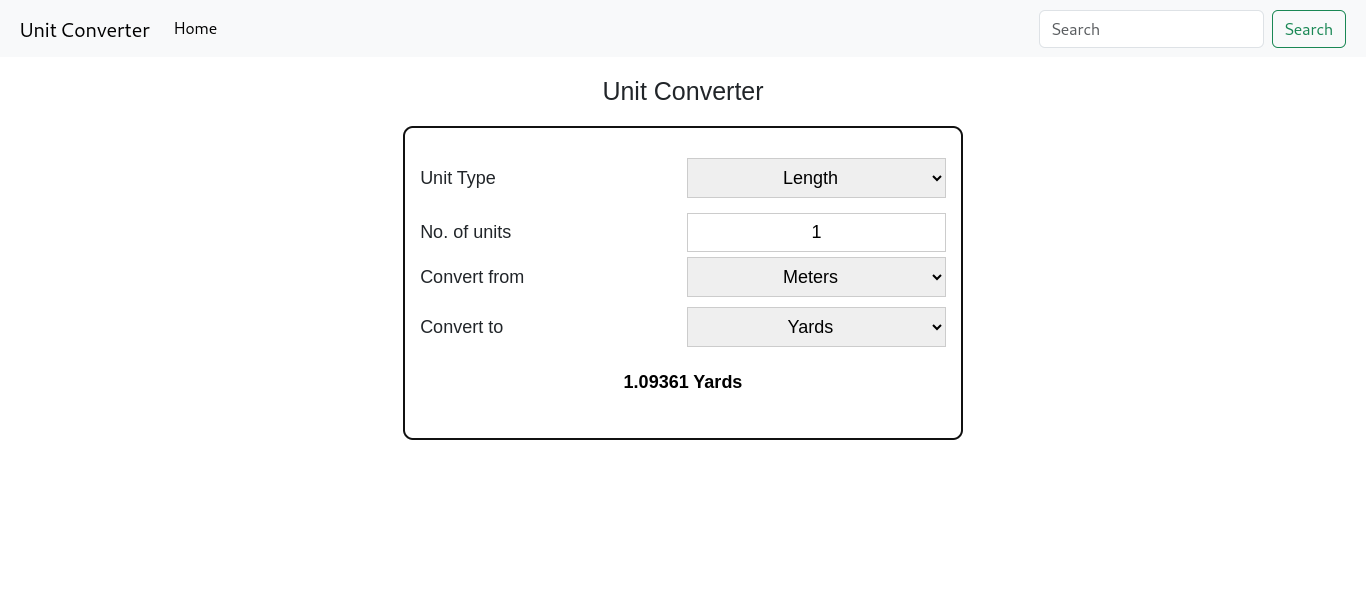 Unit Converter Home Search Search
Unit Converter
Unit Type Length
No. of units 1
Convert from Meters
Convert to Yards
1.09361 Yards